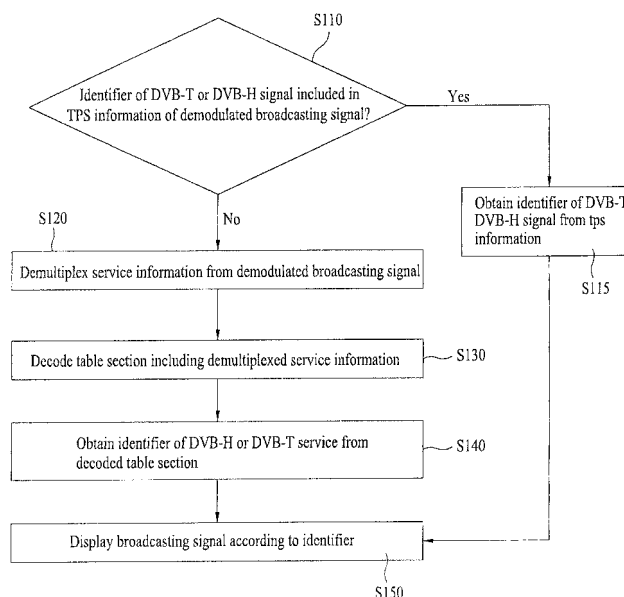 S110
Identifier of DVB-T or DVB-H signal included in
TPS information of demodulated broadcasting signal?
Yes
No
Obtain identifier of DVB-T
DVB-H signal from tps
information
S115
S120
Demultiplex service information from demodulated broadcasting signal
Decode table section including demultiplexed service information
S130
Obtain identifier of DVB-H or DVB-T service from
decoded table section
S140
Display broadcasting signal according to identifier
S150